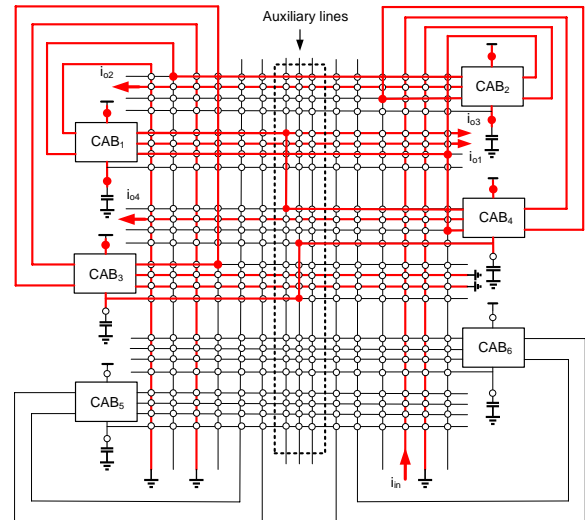 Auxiliary lines
io2
CAB2
io3
CAB1
io1
io4
CAB4
CAB3
CAB6
CAB5
iin